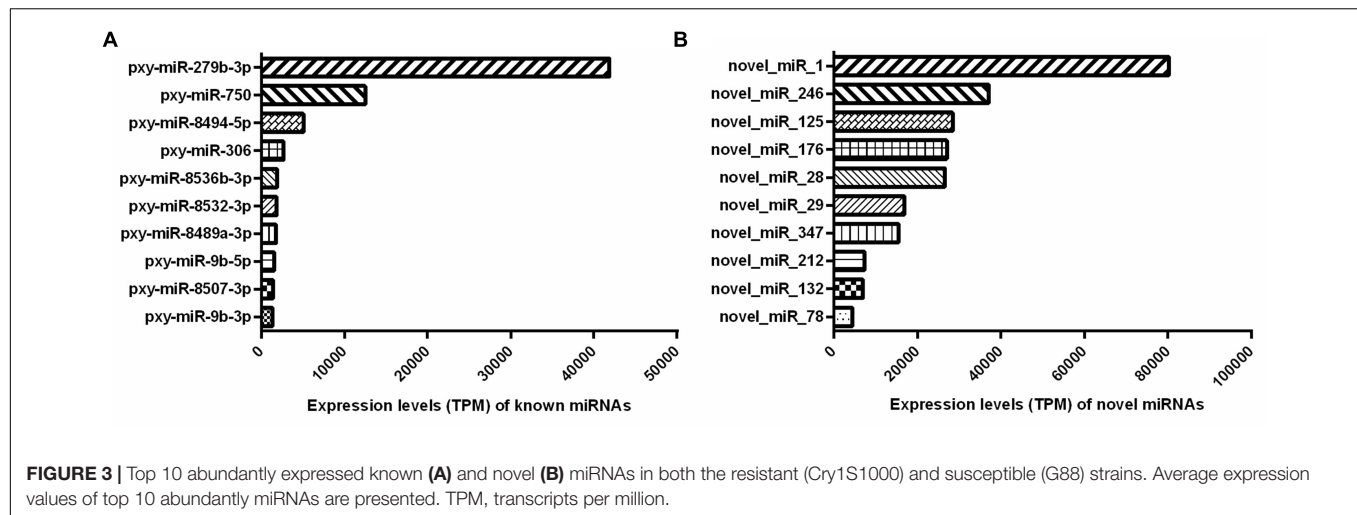 A
pxy-miR-279b-3p
pxy-miR-750
pxy-miR-8494-5p
pxy-miR-306
pxy-miR-8536b-3p
pxy-miR-8532-3p
pxy-miR-8489a-3p
pxy-miR-9b-5p
pxy-miR-8507-3p
pxy-miR-9b-3p
0
10000
20000
30000
40000
50000
Expression levels (TPM) of known miRNAs
B
novel_miR_1
novel_miR_246
novel_miR_125
novel_miR_176
novel_miR_28
novel_miR_29
novel_miR_347
novel_miR_212
novel_miR_132
novel_miR_78
0
20000
40000
60000
80000
100000
Expression levels (TPM) of novel miRNAs
FIGURE 3 | Top 10 abundantly expressed known (A) and novel (B) miRNAs in both the resistant (Cry1S1000) and susceptible (G88) strains. Average expression
values of top 10 abundantly miRNAs are presented. TPM, transcripts per million.